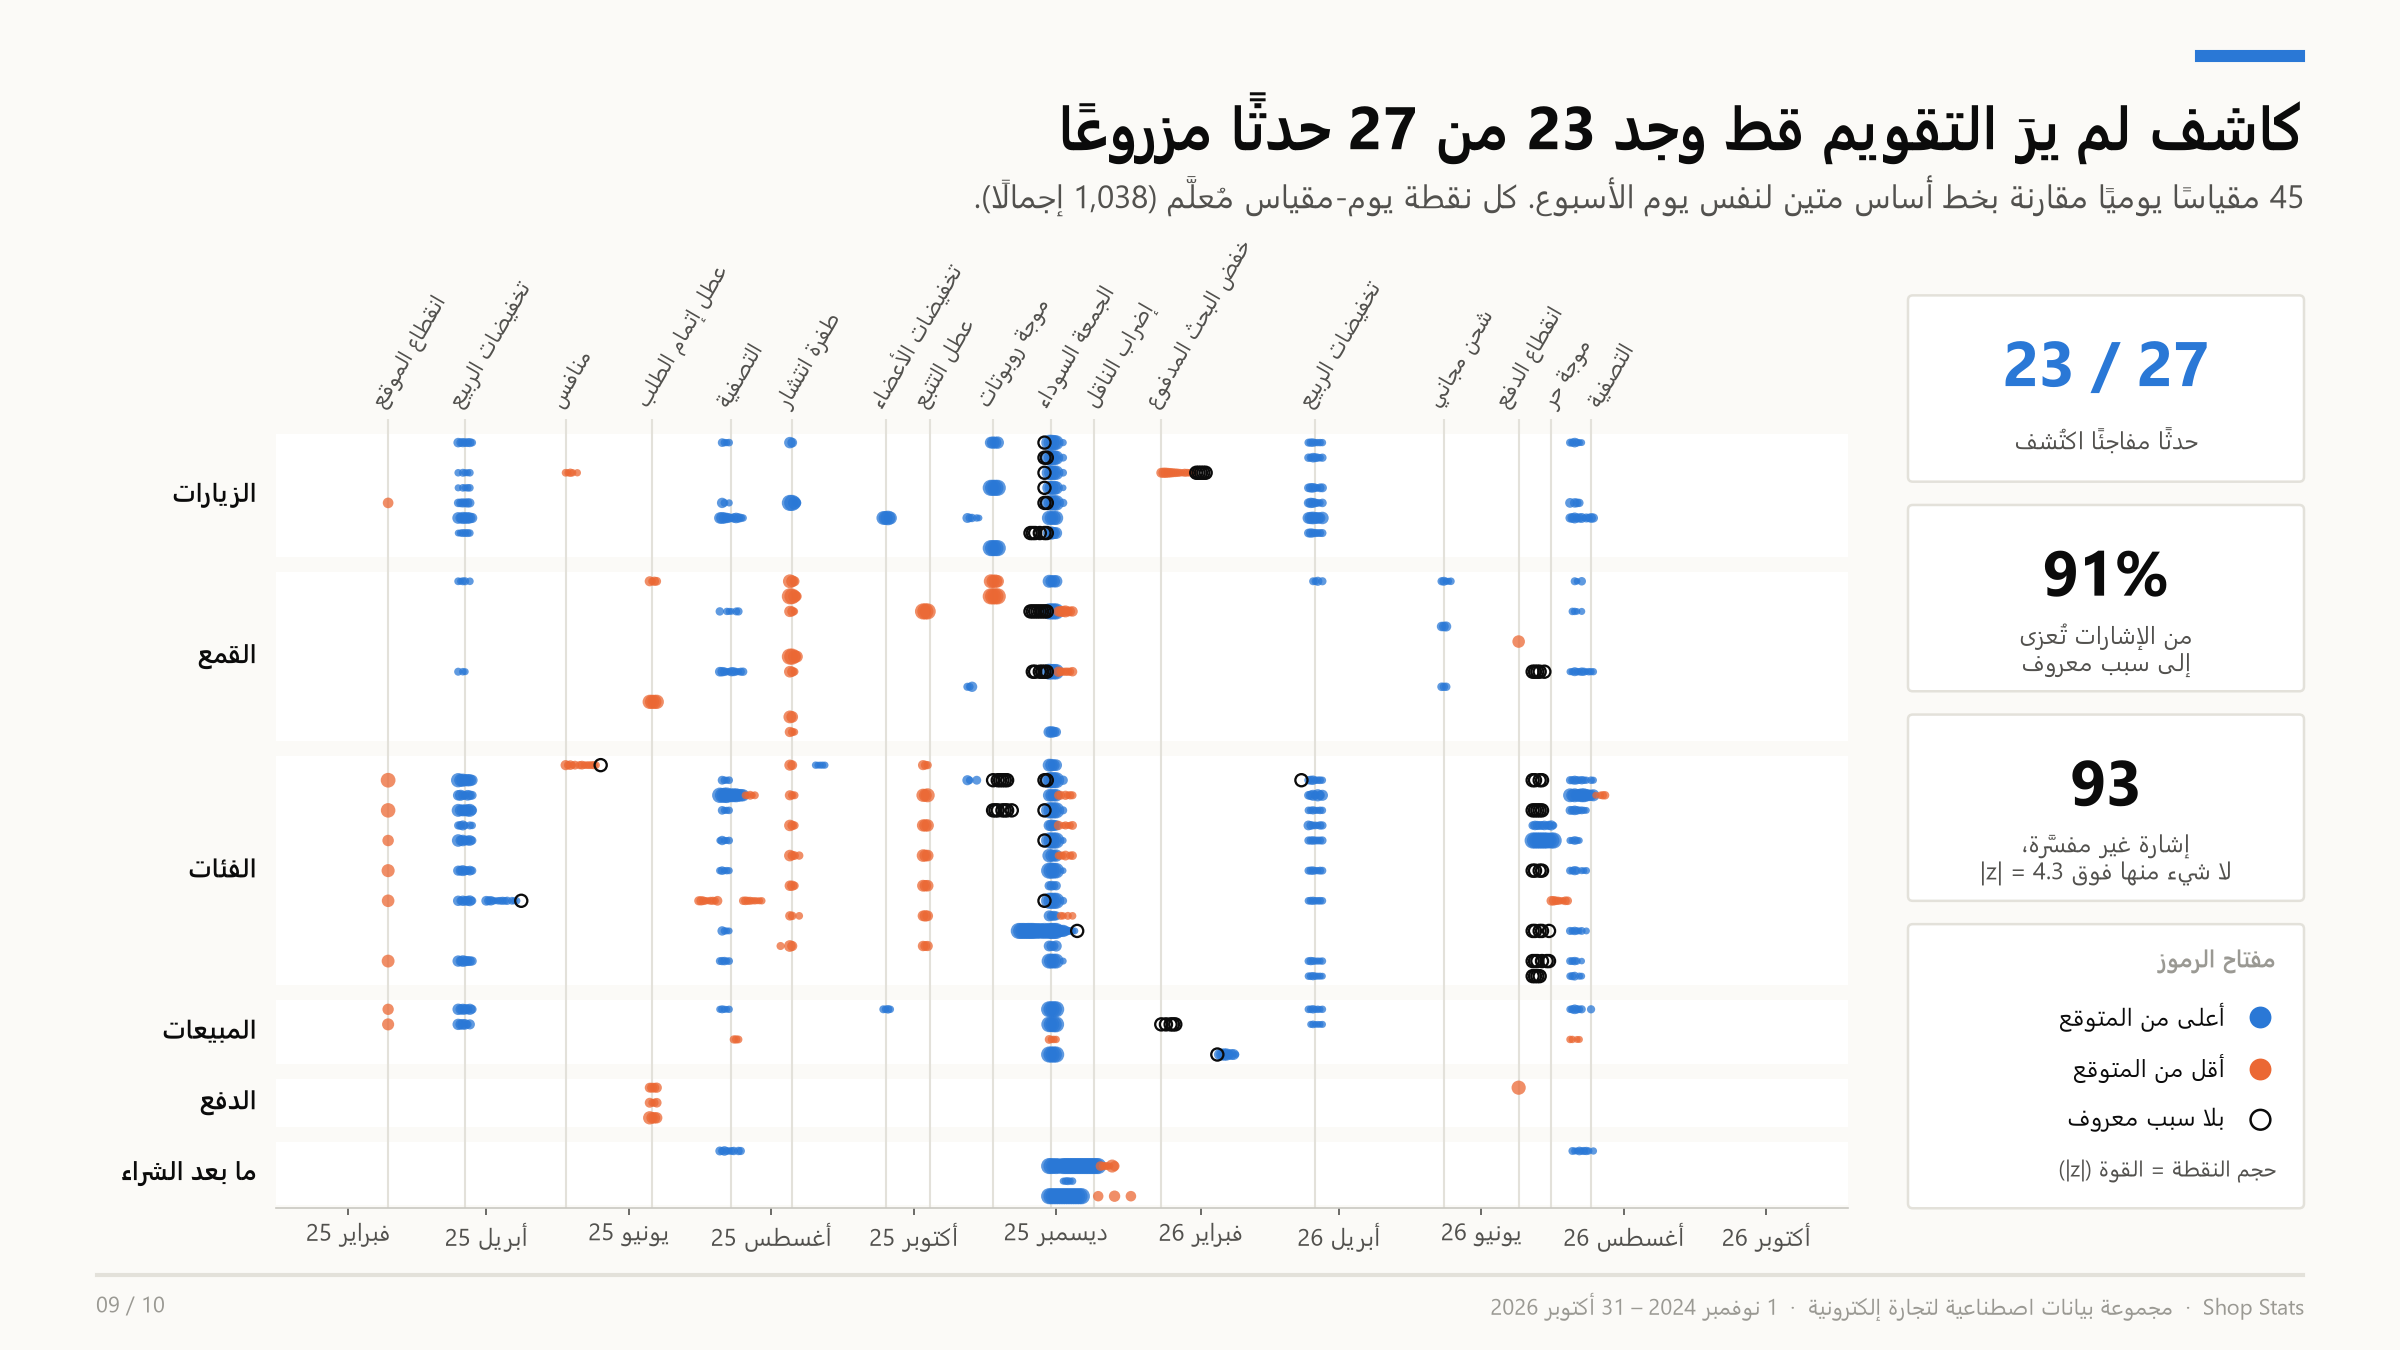 كاشف لم يرَ التقويم قط وجد 23 من 27 حدثًا مزروعًا
45 مقياسًا يوميًا مقارنة بخط أساس متين لنفس يوم الأسبوع. كل نقطة يوم-مقياس مُعلَّم (1,038 إجمالًا).
انقطاع الموقع
تخفيضات الربيع
منافس
عطل إتمام الطلب
التصفية
طفرة انتشار
تخفيضات الأعضاء
عطل التتبع
موجة روبوتات
الجمعة السوداء
إضراب الناقل
خفض البحث المدفوع
تخفيضات الربيع
شحن مجاني
انقطاع الدفع
موجة حر
التصفية
الزيارات
القمع
الفئات
المبيعات
الدفع
ما بعد الشراء
فبراير 25
أبريل 25
يونيو 25
أغسطس 25
أكتوبر 25
ديسمبر 25
فبراير 26
أبريل 26
يونيو 26
أغسطس 26
أكتوبر 26
23 / 27
حدثًا مفاجئًا اكتُشف
91%
من الإشارات تُعزى
إلى سبب معروف
93
إشارة غير مفسَّرة،
لا شيء منها فوق 4.3 = |z|
مفتاح الرموز
أعلى من المتوقع
أقل من المتوقع
بلا سبب معروف
حجم النقطة = القوة (|z|)
Shop Stats · مجموعة بيانات اصطناعية لتجارة إلكترونية · 1 نوفمبر 2024 – 31 أكتوبر 2026
09 / 10